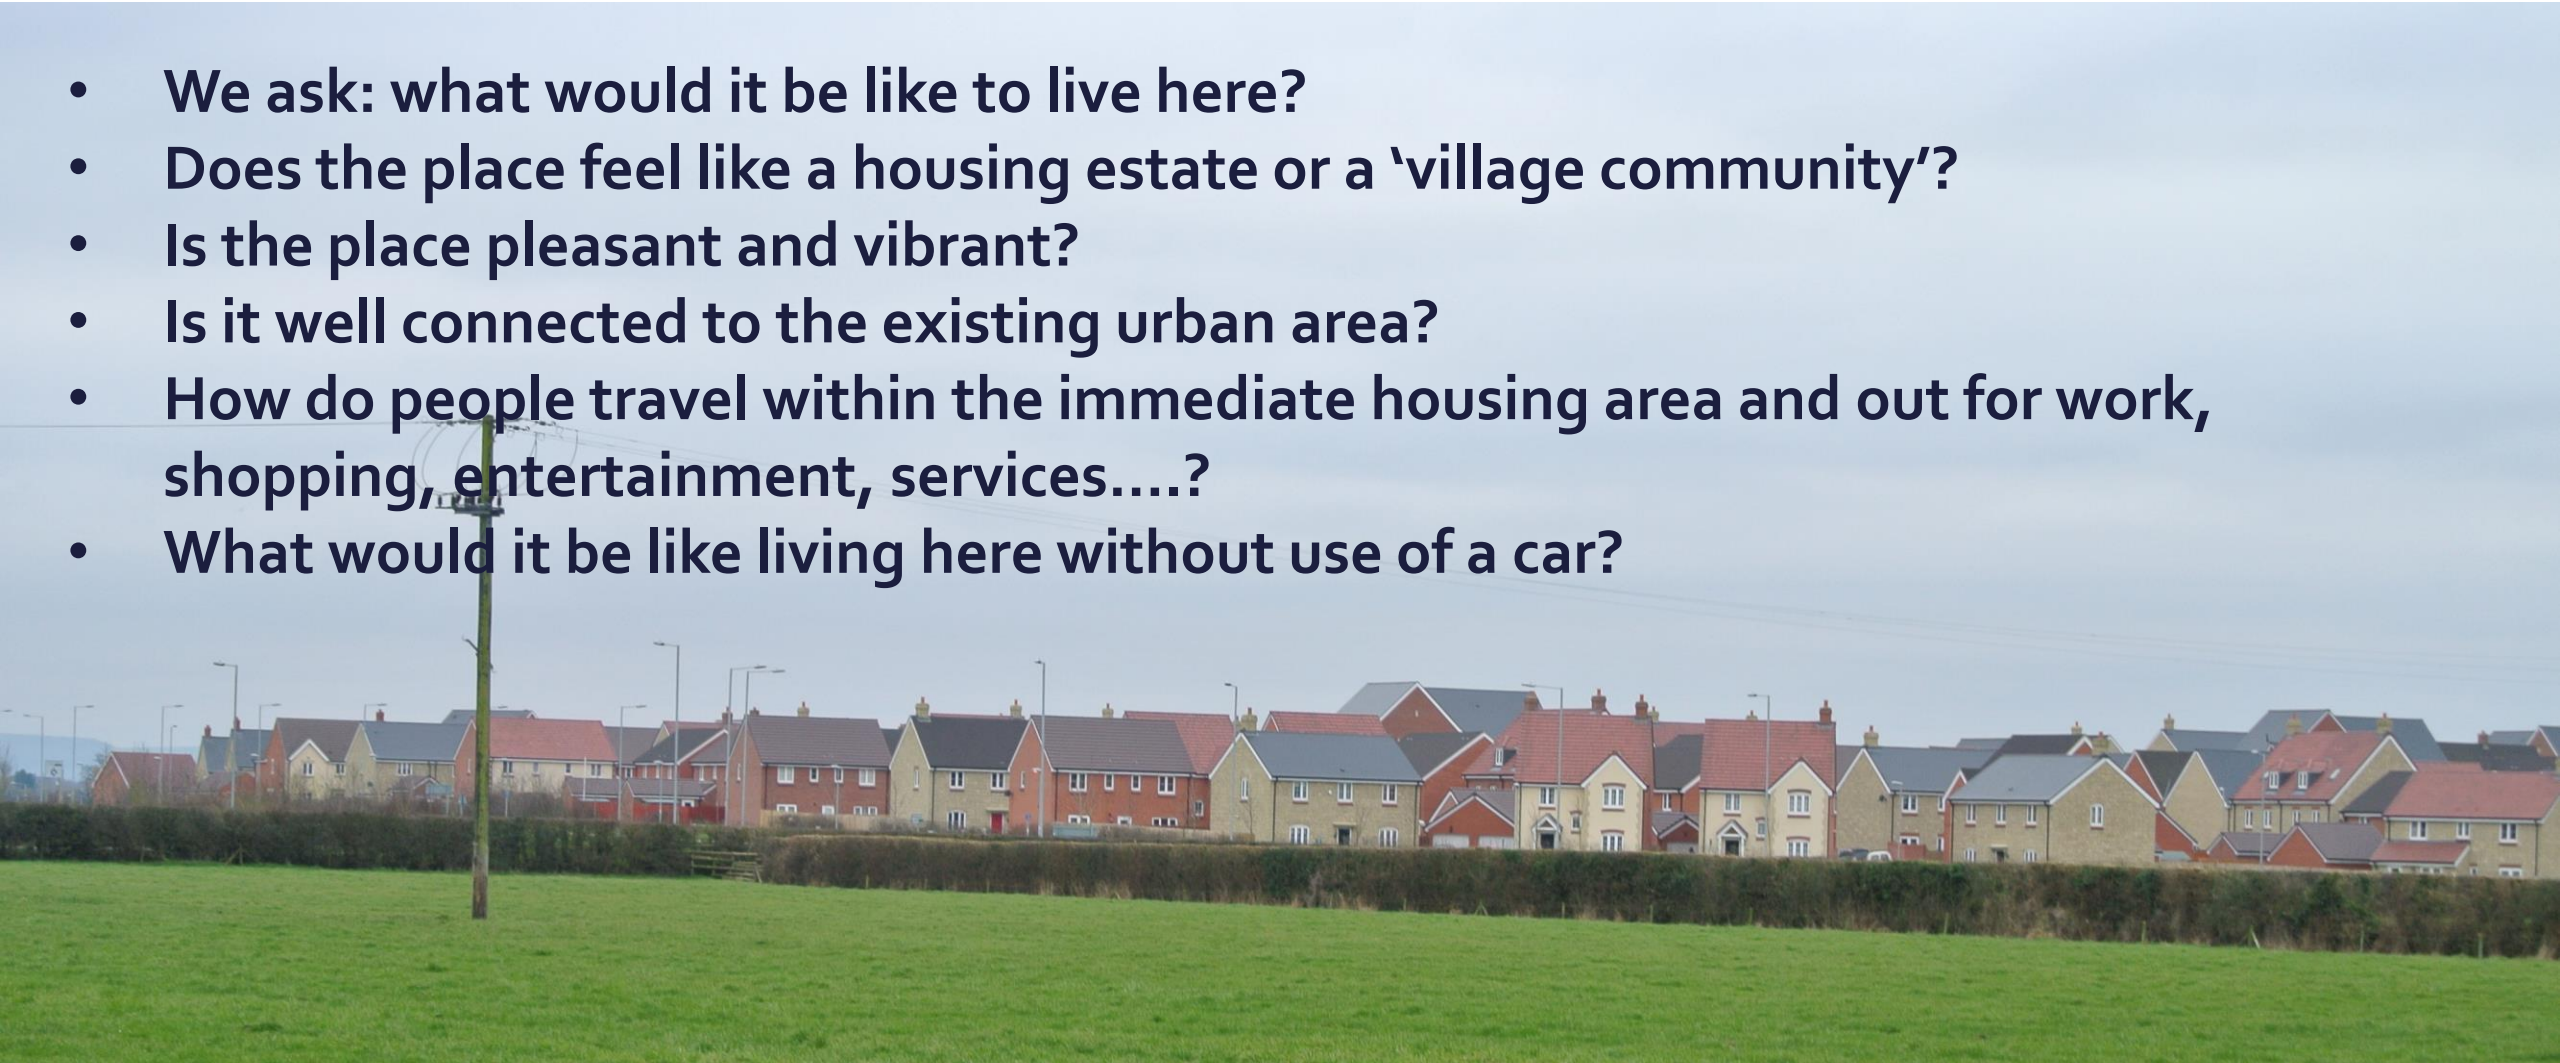 • We ask: what would it be like to live here?
• Does the place feel like a housing estate or a ‘village community’?
• Is the place pleasant and vibrant?
• Is it well connected to the existing urban area?
• How do people travel within the immediate housing area and out for work,
shopping, entertainment, services….?
• What would it be like living here without use of a car?